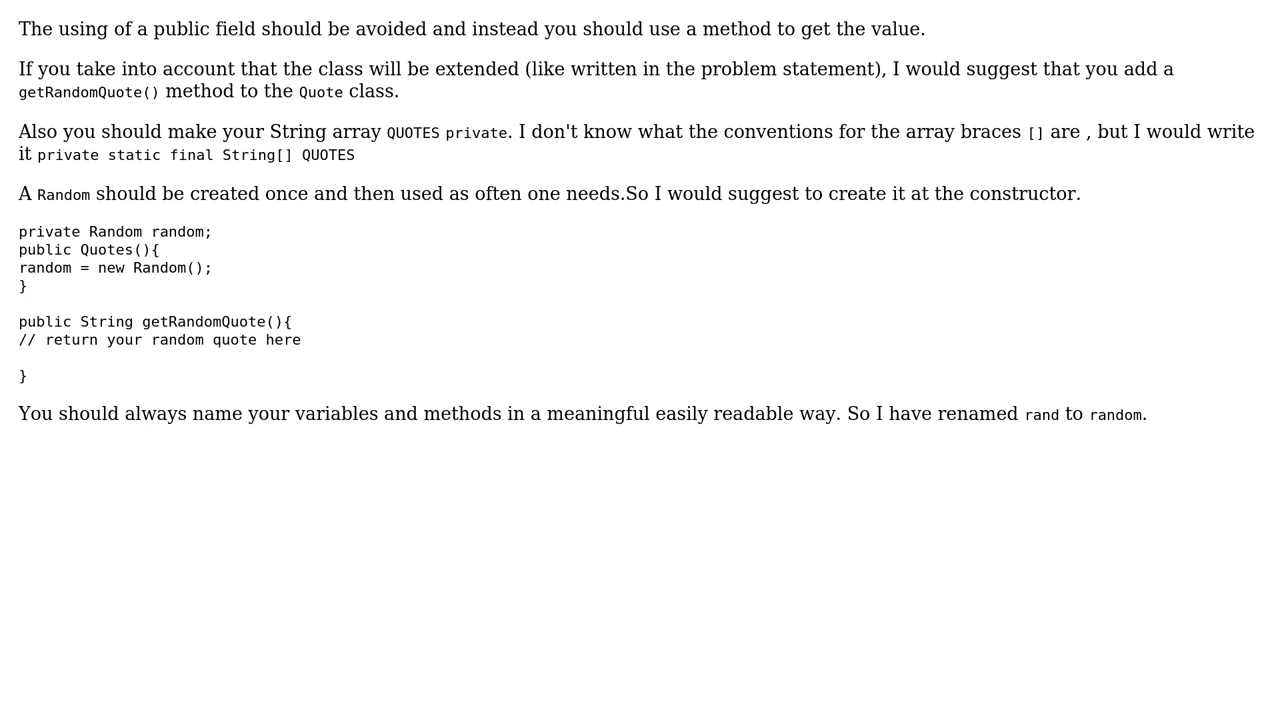 The using of a public field should be avoided and instead you should use a method to get the value.
If you take into account that the class will be extended (like written in the problem statement), I would suggest that you add a
getRandomQuote() method to the Quote class.
Also you should make your String array QUOTES private. I don't know what the conventions for the array braces [] are , but I would write
it private static final String[] QUOTES
A Random should be created once and then used as often one needs.So I would suggest to create it at the constructor.
private Random random;
public Quotes(){
random = new Random();
}
public String getRandomQuote(){
// return your random quote here
}
You should always name your variables and methods in a meaningful easily readable way. So I have renamed rand to random.